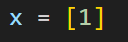 x = [1]